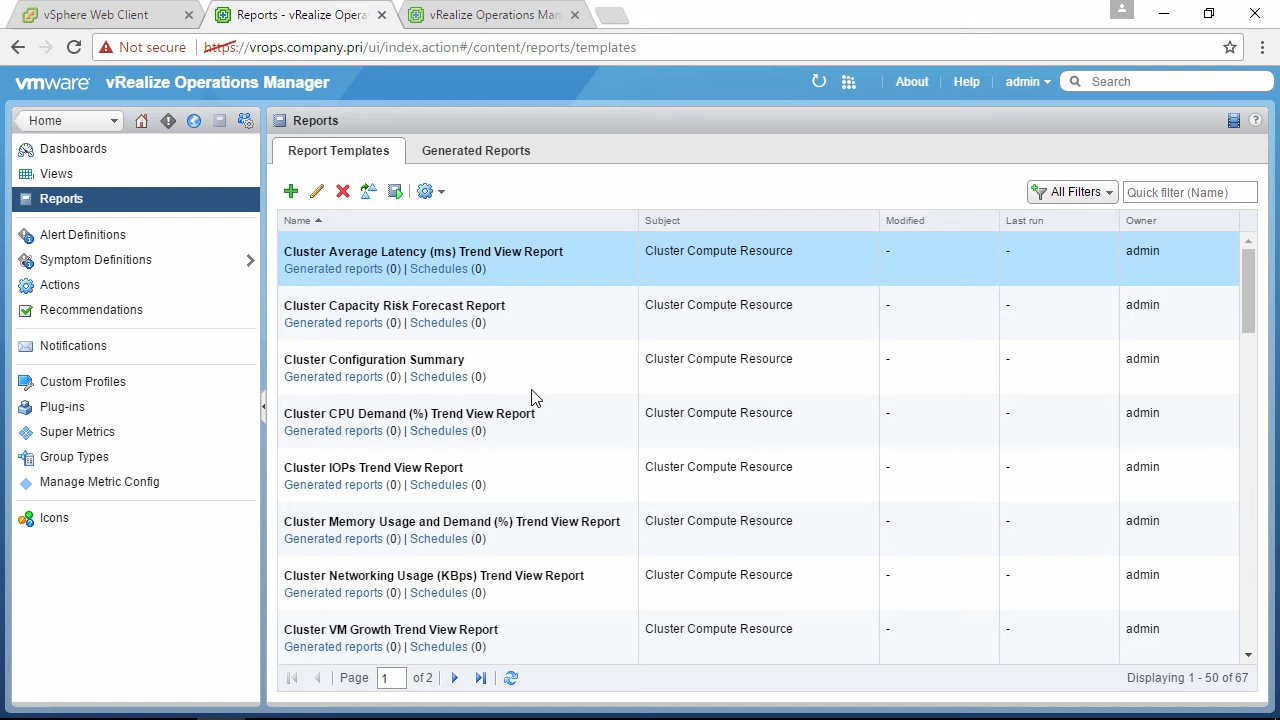 vSphere Web Client
Reports - vRealize Opera
vRealize Operations Man
Not secure https://vrops.company.pri/ui/index.action#/content/reports/templates
vmware vRealize Operations Manager
About Help admin Search
Home
Dashboards
Views
Reports
Alert Definitions
Symptom Definitions
Actions
Recommendations
Notifications
Custom Profiles
Plug-ins
Super Metrics
Group Types
Manage Metric Config
Icons
Reports
Report Templates Generated Reports
All Filters Quick filter (Name)
Name Subject Modified Last run Owner
Cluster Average Latency (ms) Trend View Report Cluster Compute Resource - - admin
Generated reports (0) | Schedules (0)
Cluster Capacity Risk Forecast Report Cluster Compute Resource - - admin
Generated reports (0) | Schedules (0)
Cluster Configuration Summary Cluster Compute Resource - - admin
Generated reports (0) | Schedules (0)
Cluster CPU Demand (%) Trend View Report Cluster Compute Resource - - admin
Generated reports (0) | Schedules (0)
Cluster IOPs Trend View Report Cluster Compute Resource - - admin
Generated reports (0) | Schedules (0)
Cluster Memory Usage and Demand (%) Trend View Report Cluster Compute Resource - - admin
Generated reports (0) | Schedules (0)
Cluster Networking Usage (KBps) Trend View Report Cluster Compute Resource - - admin
Generated reports (0) | Schedules (0)
Cluster VM Growth Trend View Report Cluster Compute Resource - - admin
Generated reports (0) | Schedules (0)
Page 1 of 2 Displaying 1 - 50 of 67